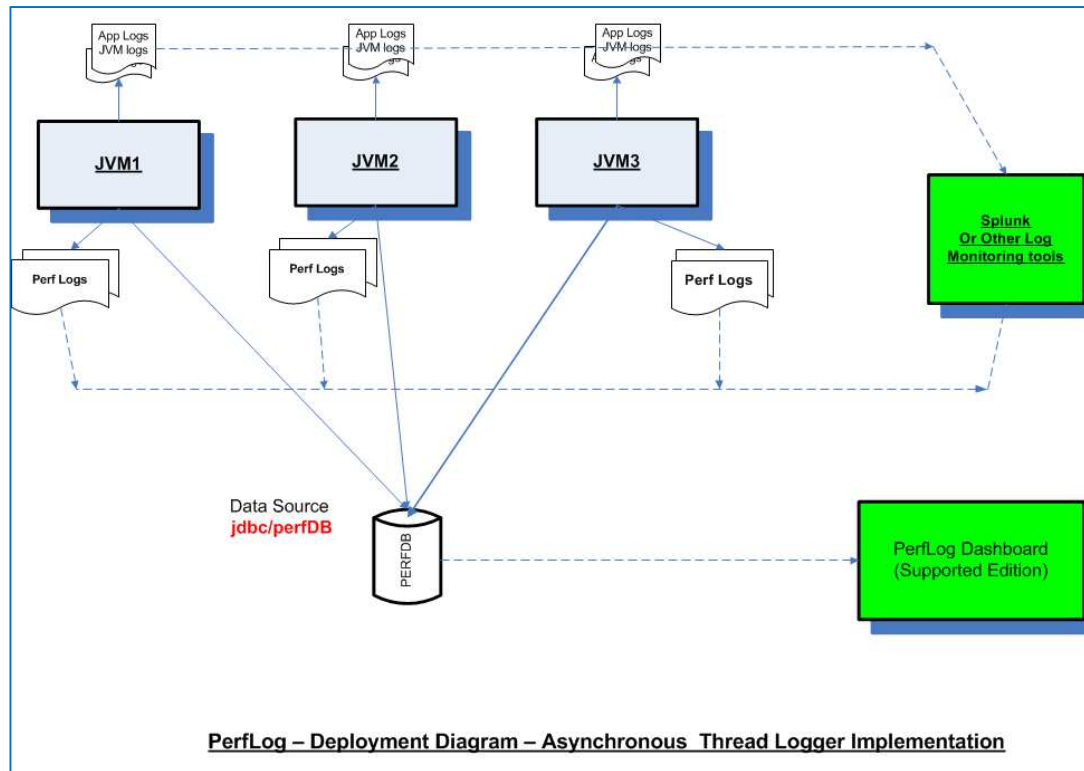 App Logs
JVM logs
App Logs
JVM logs
App Logs
JVM logs
JVM1
JVM2
JVM3
Splunk
Or Other Log
Monitoring tools
Perf Logs
Perf Logs
Perf Logs
Data Source
jdbc/perfDB
PERFDB
PerfLog Dashboard
(Supported Edition)
PerfLog – Deployment Diagram – Asynchronous Thread Logger Implementation